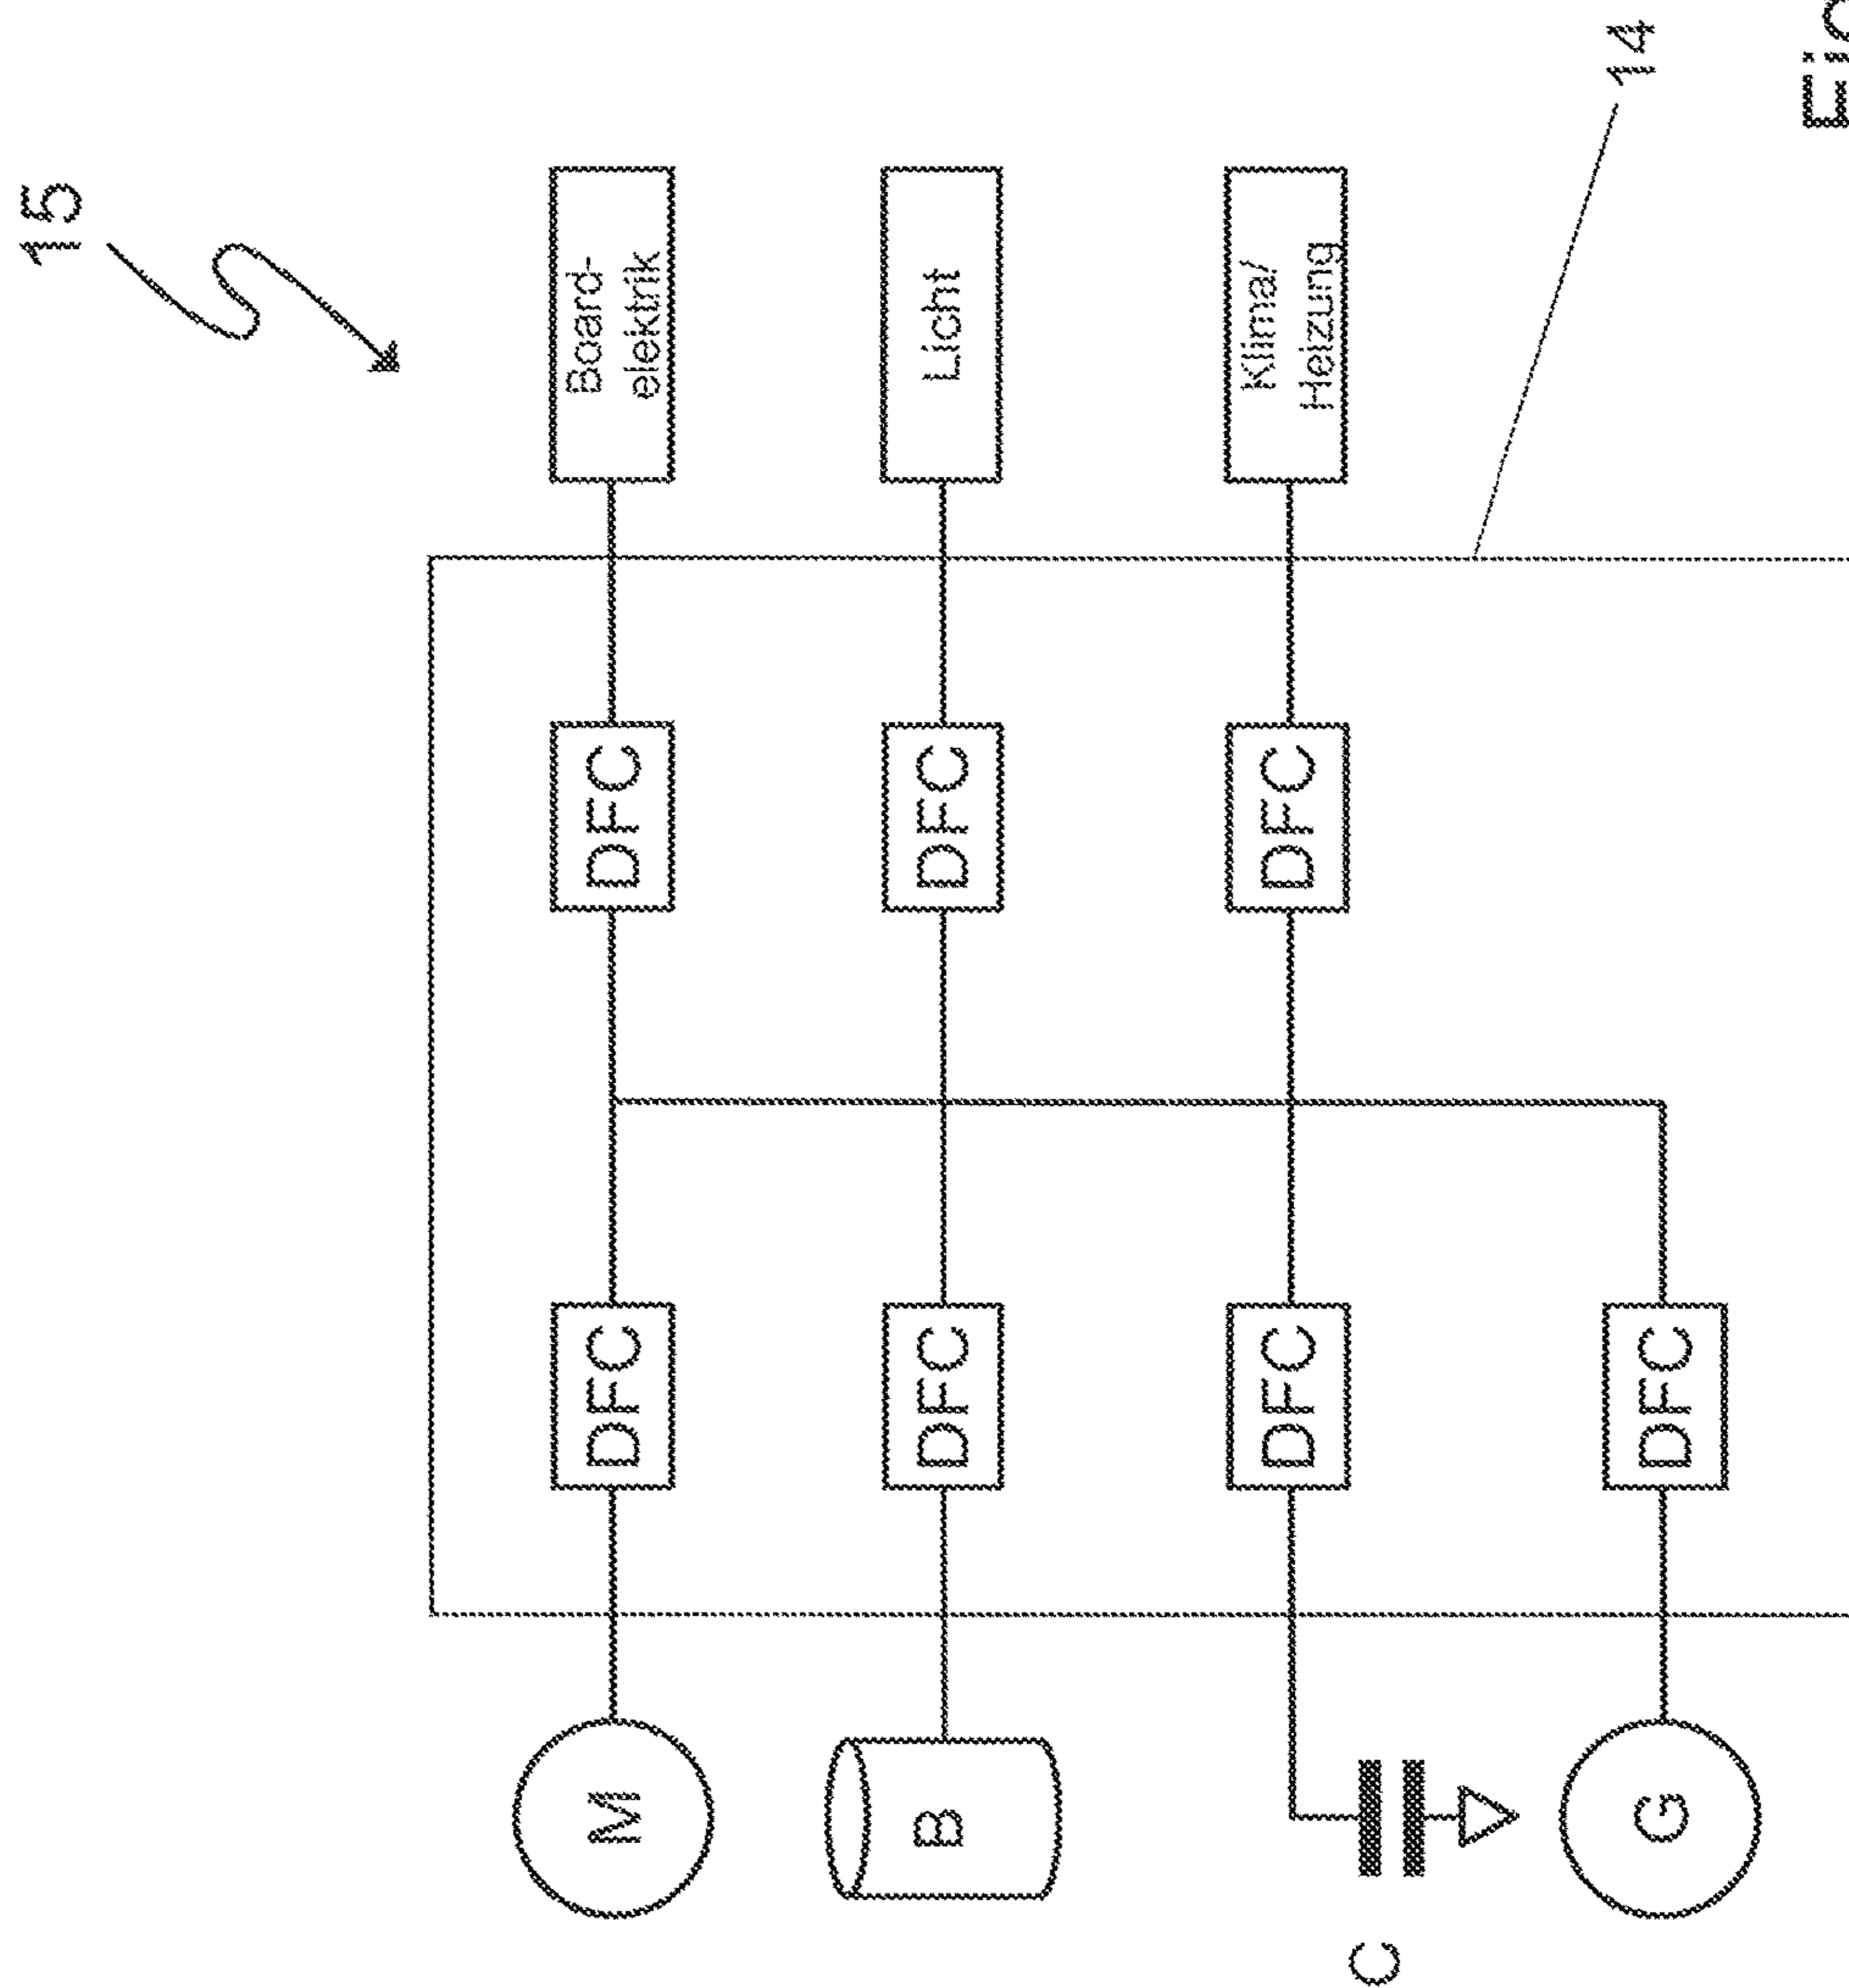 15
M
DFC
DFC
Board-
elektrik
B
DFC
DFC
Licht
C
DFC
DFC
Klima/
Heizung
G
DFC
14